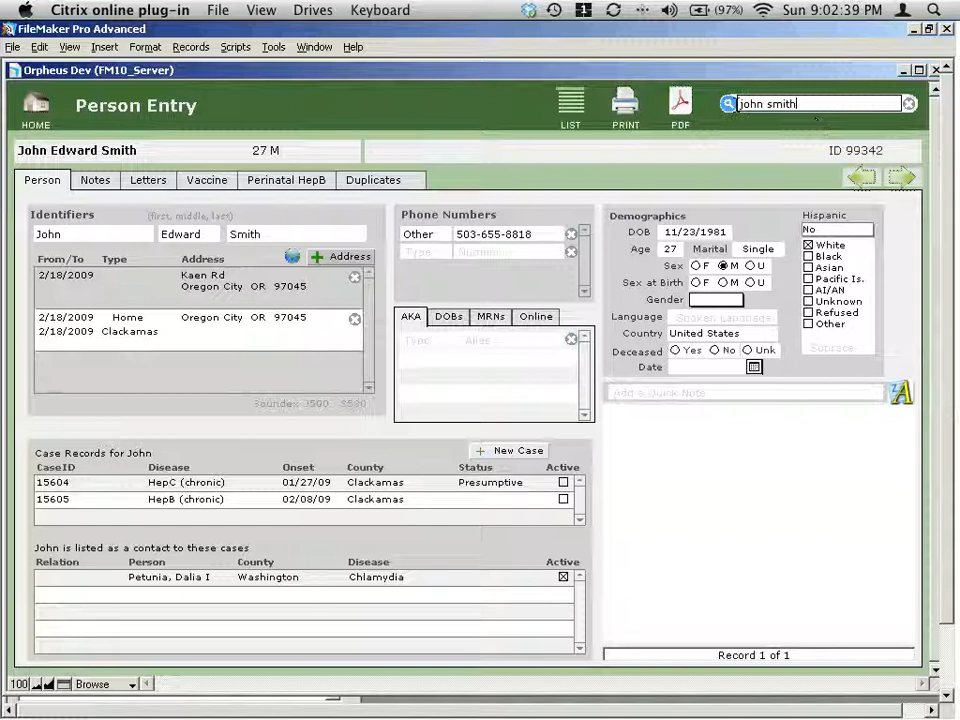 Citrix online plug-in File View Drives Keyboard (97%) Sun 9:02:39 PM
FileMaker Pro Advanced
File Edit View Insert Format Records Scripts Tools Window Help
Orpheus Dev (FM10_Server)
HOME
Person Entry
LIST
PRINT
PDF
john smith
John Edward Smith 27 M ID 99342
Person Notes Letters Vaccine Perinatal HepB Duplicates
Identifiers (first, middle, last)
John Edward Smith
From/To Type Address + Address
2/18/2009 Kaen Rd
Oregon City OR 97045
2/18/2009 Home Oregon City OR 97045
2/18/2009 Clackamas
Phone Numbers
Other 503-655-8818
Type
AKA DOBs MRNs Online
Type Alias
Demographics
DOB 11/23/1981
Age 27 Marital Single
Sex F M U
Sex at Birth F M U
Gender
Language Spoken Language
Country United States
Deceased Yes No Unk
Date
Hispanic
No
White
Black
Asian
Pacific Is.
AI/AN
Unknown
Refused
Other
Add a Quick Note
Case Records for John
+ New Case
CaseID Disease Onset County Status Active
15604 HepC (chronic) 01/27/09 Clackamas Presumptive
15605 HepB (chronic) 02/08/09 Clackamas
John is listed as a contact to these cases
Relation Person County Disease Active
Petunia, Dalia I Washington Chlamydia
Record 1 of 1
100 Browse